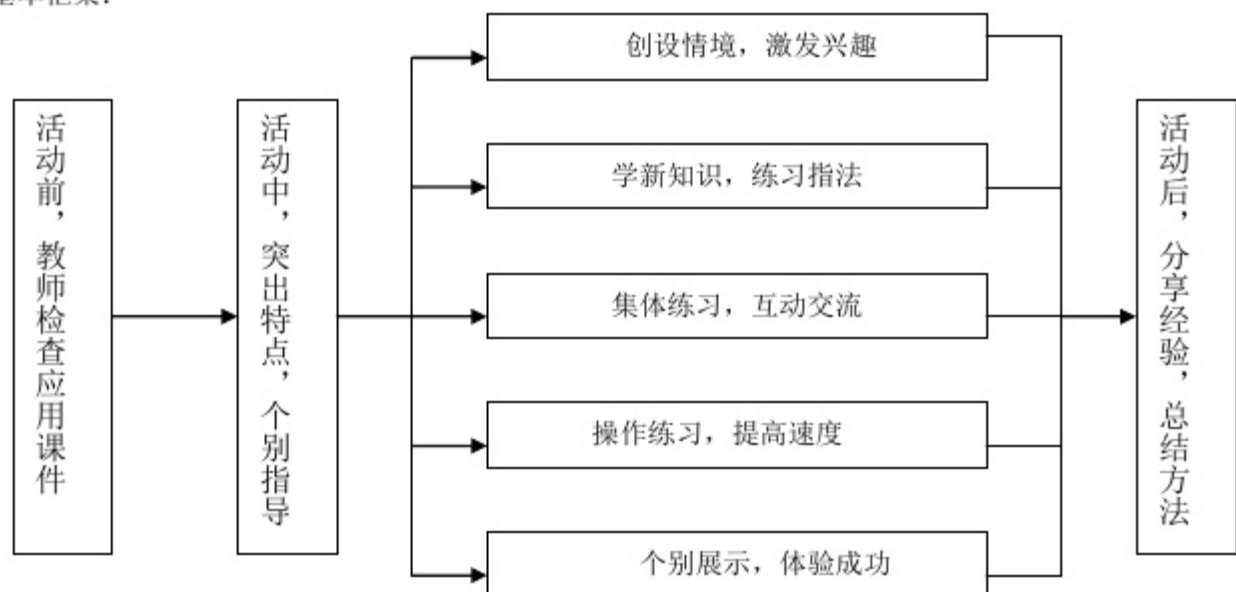 活动前，教师检查应用课件
活动中，突出特点，个别指导
创设情境，激发兴趣
学新知识，练习指法
集体练习，互动交流
操作练习，提高速度
个别展示，体验成功
活动后，分享经验，总结方法